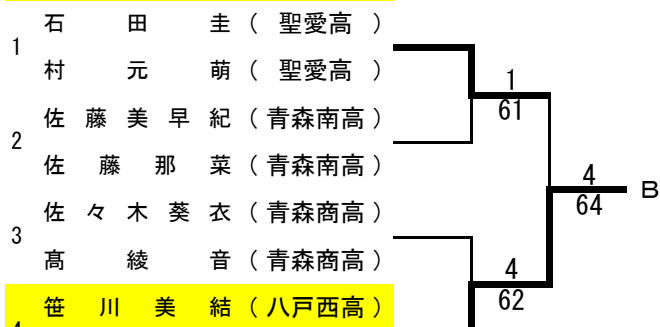 石田圭（聖愛高）
1
村元萌（聖愛高）
1
61
佐藤美早紀（青森南高）
2
佐藤那菜（青森南高）
4
64
B
佐々木葵衣（青森商高）
3
髙綾音（青森商高）
4
62
笹川美結（八戸西高）